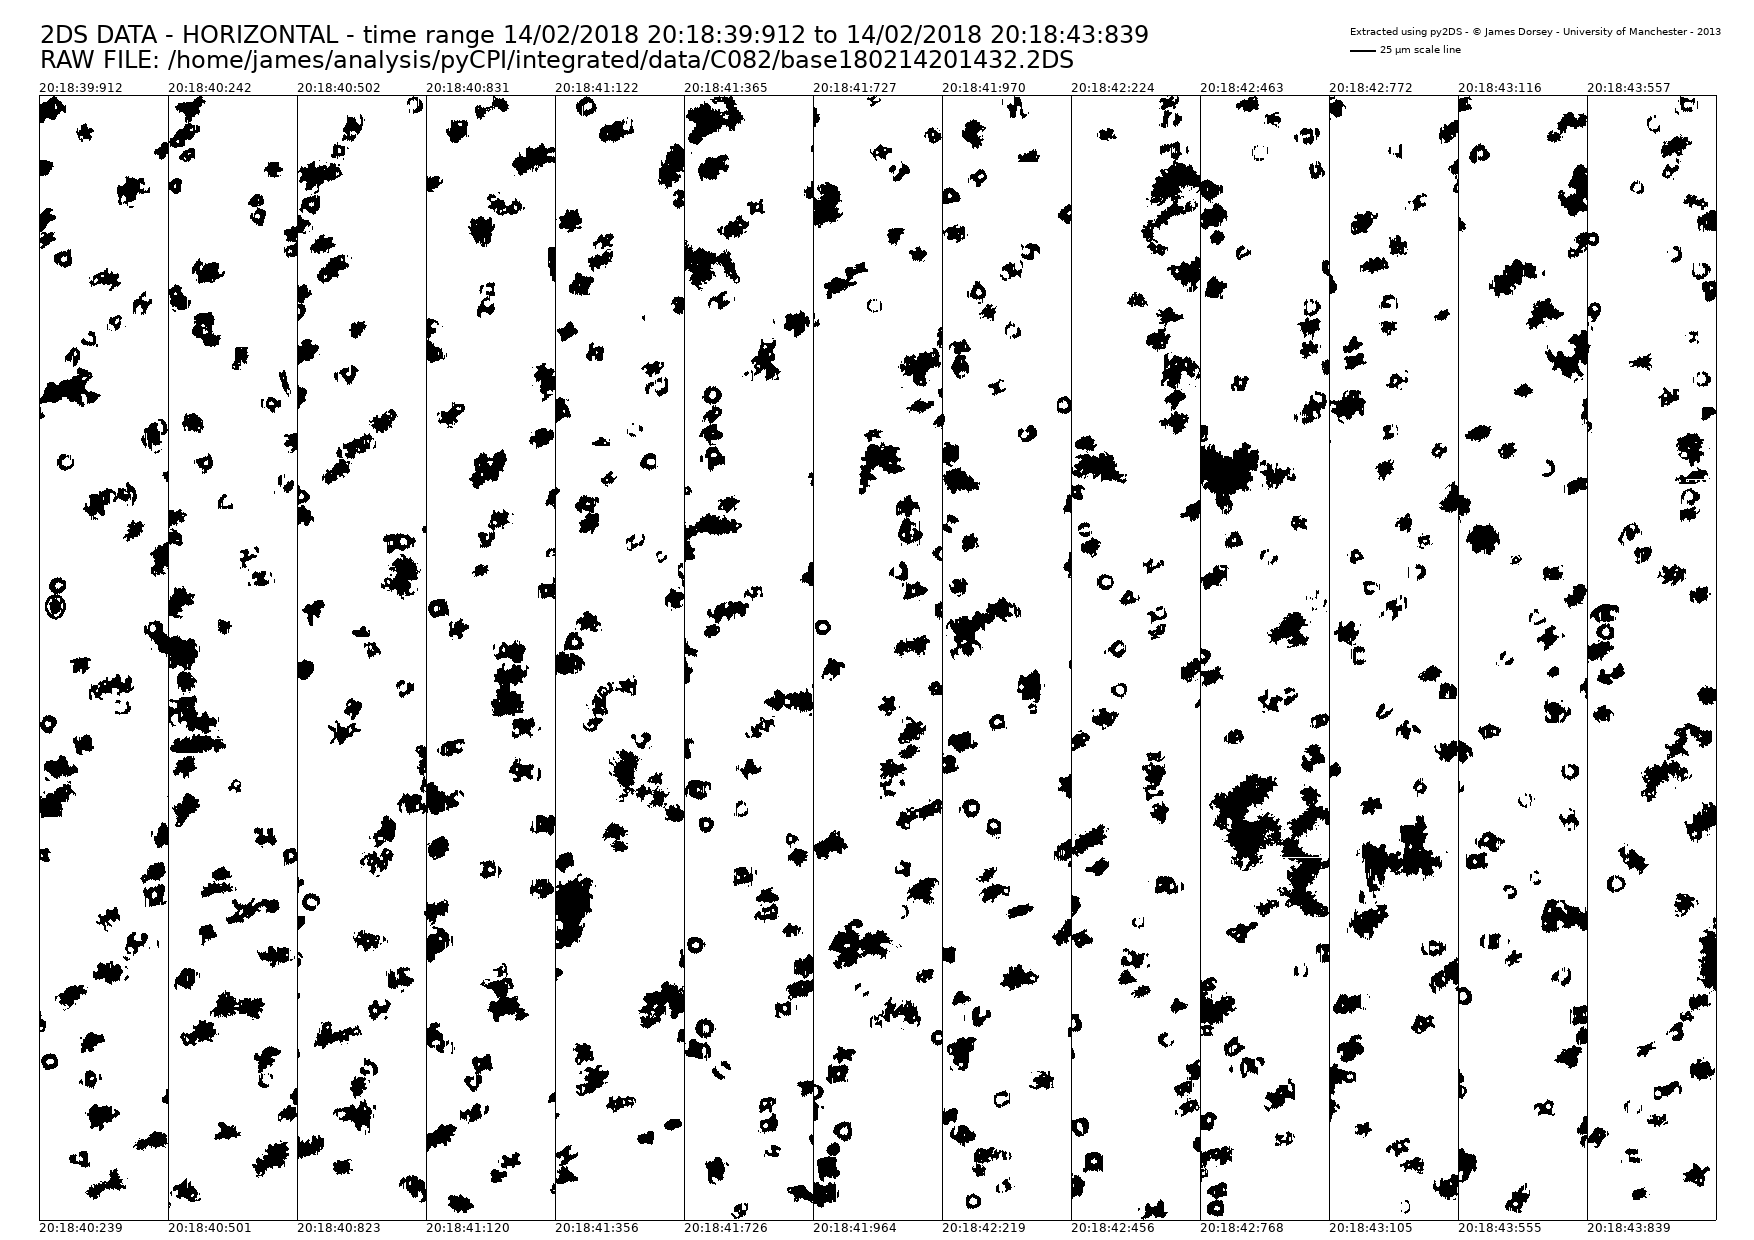 2DS DATA - HORIZONTAL - time range 14/02/2018 20:18:39:912 to 14/02/2018 20:18:43:839
RAW FILE: /home/james/analysis/pyCPI/integrated/data/C082/base180214201432.2DS
Extracted using py2DS - © James Dorsey - University of Manchester - 2013
25 µm scale line
20:18:39:912 20:18:40:242 20:18:40:502 20:18:40:831 20:18:41:122 20:18:41:365 20:18:41:727 20:18:41:970 20:18:42:224 20:18:42:463 20:18:42:772 20:18:43:116 20:18:43:557
20:18:40:239 20:18:40:501 20:18:40:823 20:18:41:120 20:18:41:356 20:18:41:726 20:18:41:964 20:18:42:219 20:18:42:456 20:18:42:768 20:18:43:105 20:18:43:555 20:18:43:839